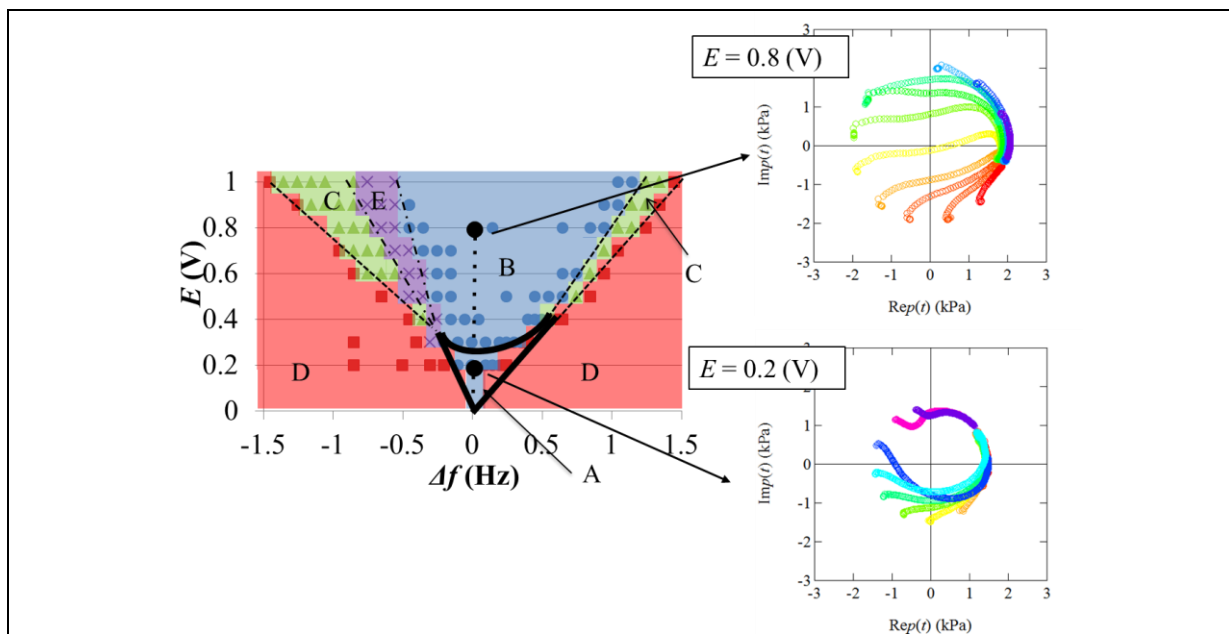 E = 0.8 (V)
3
2
1
0
-1
-2
-3
-3 -2 -1 0 1 2 3
Imp(t) (kPa)
Rep(t) (kPa)
E (V)
1
0.8
0.6
0.4
0.2
0
C E B C
D D
A
-1.5 -1 -0.5 0 0.5 1 1.5
Δf (Hz)
E = 0.2 (V)
3
2
1
0
-1
-2
-3
-3 -2 -1 0 1 2 3
Imp(t) (kPa)
Rep(t) (kPa)